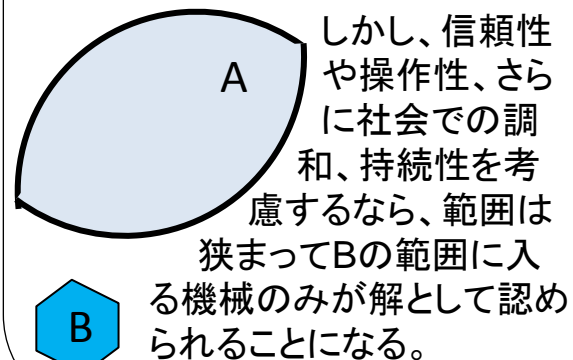 A
しかし、信頼性
や操作性、さら
に社会での調
和、持続性を考
慮するなら、範囲は
狭まってBの範囲に入
る機械のみが解として認め
られることになる。
B